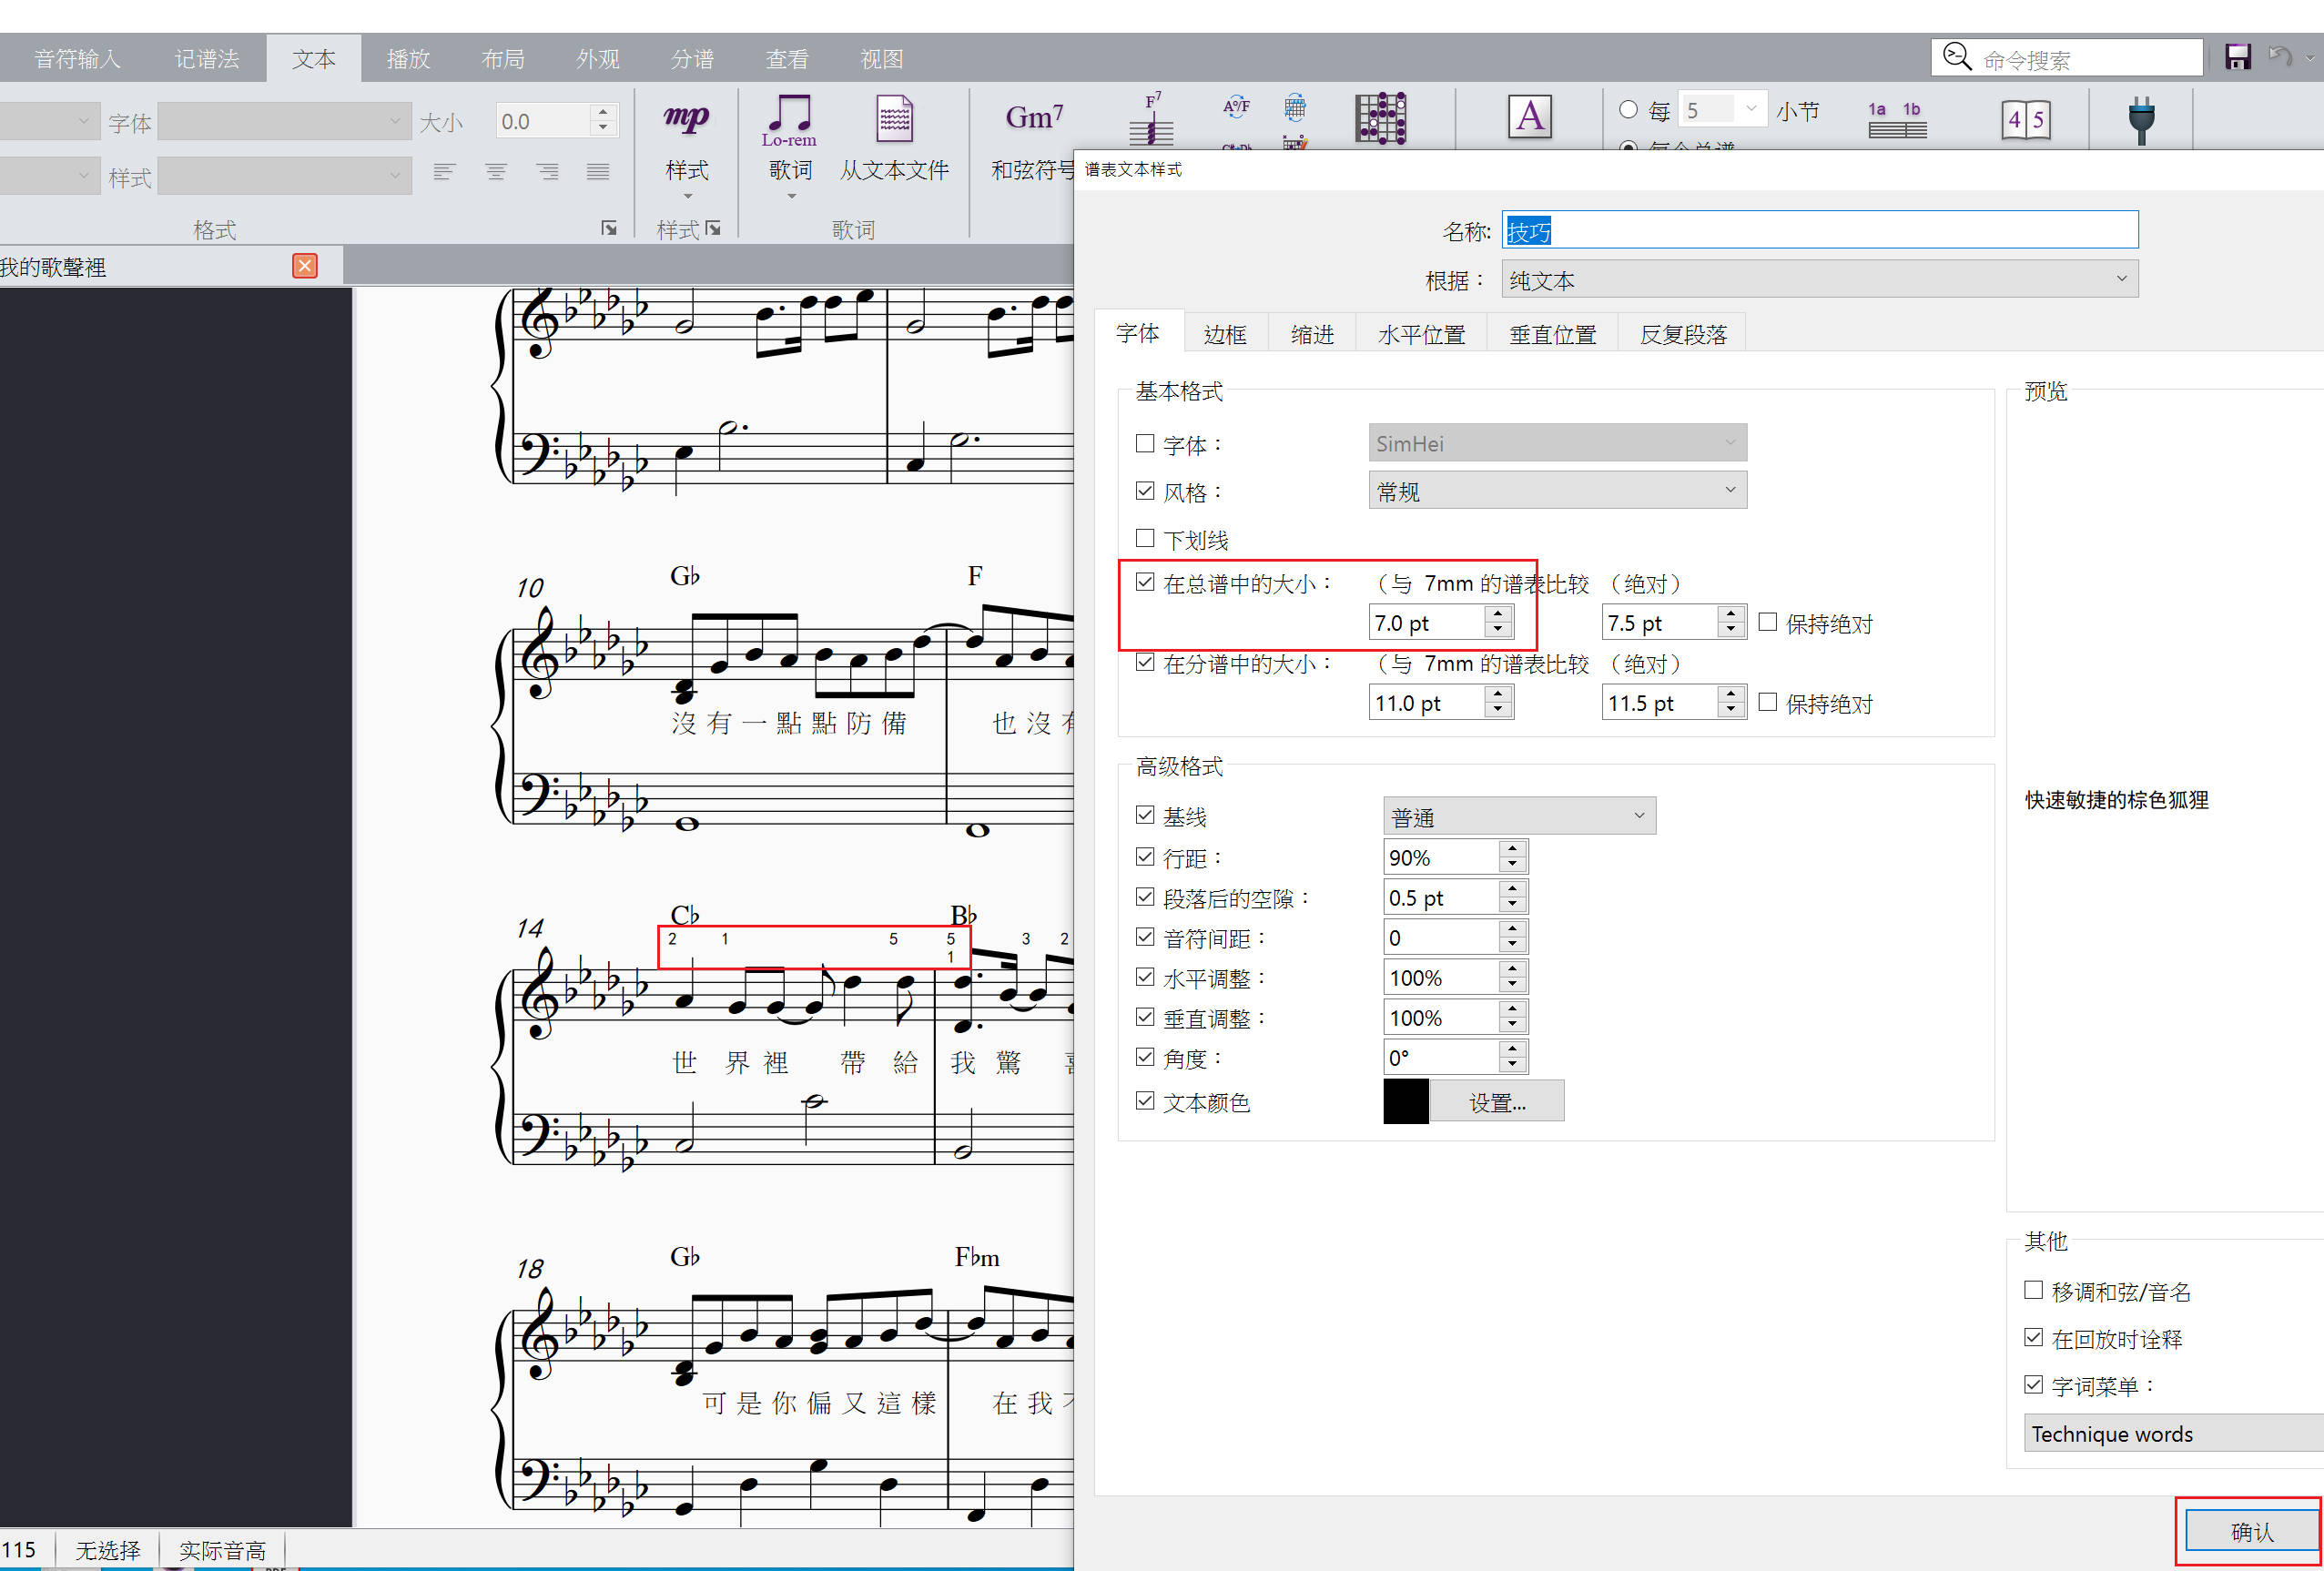 音符输入 记谱法 文本 播放 布局 外观 分谱 查看 视图 命令搜索
字体 大小 0.0
样式
格式
mp
样式
样式
Lo-rem
歌词 从文本文件
歌词
Gm7
和弦符号
F7
A°/F
A
每 5 小节
1a 1b
4 5
我的歌聲裡
10
G♭ F
沒有一點點防備 也沒
14
C♭ B♭
2 1 5 5 3 2
1
世 界裡 帶 給 我 驚
18
G♭ F♭m
可是你偏又這樣 在我
115 无选择 实际音高
谱表文本样式
名称: 技巧
根据： 纯文本
字体 边框 缩进 水平位置 垂直位置 反复段落
基本格式
字体： SimHei
风格： 常规
下划线
在总谱中的大小： （与 7mm 的谱表比较 （绝对）
7.0 pt 7.5 pt 保持绝对
在分谱中的大小： （与 7mm 的谱表比较 （绝对）
11.0 pt 11.5 pt 保持绝对
高级格式
基线 普通
行距： 90%
段落后的空隙： 0.5 pt
音符间距： 0
水平调整： 100%
垂直调整： 100%
角度： 0°
文本颜色 设置...
预览
快速敏捷的棕色狐狸
其他
移调和弦/音名
在回放时诠释
字词菜单：
Technique words
确认